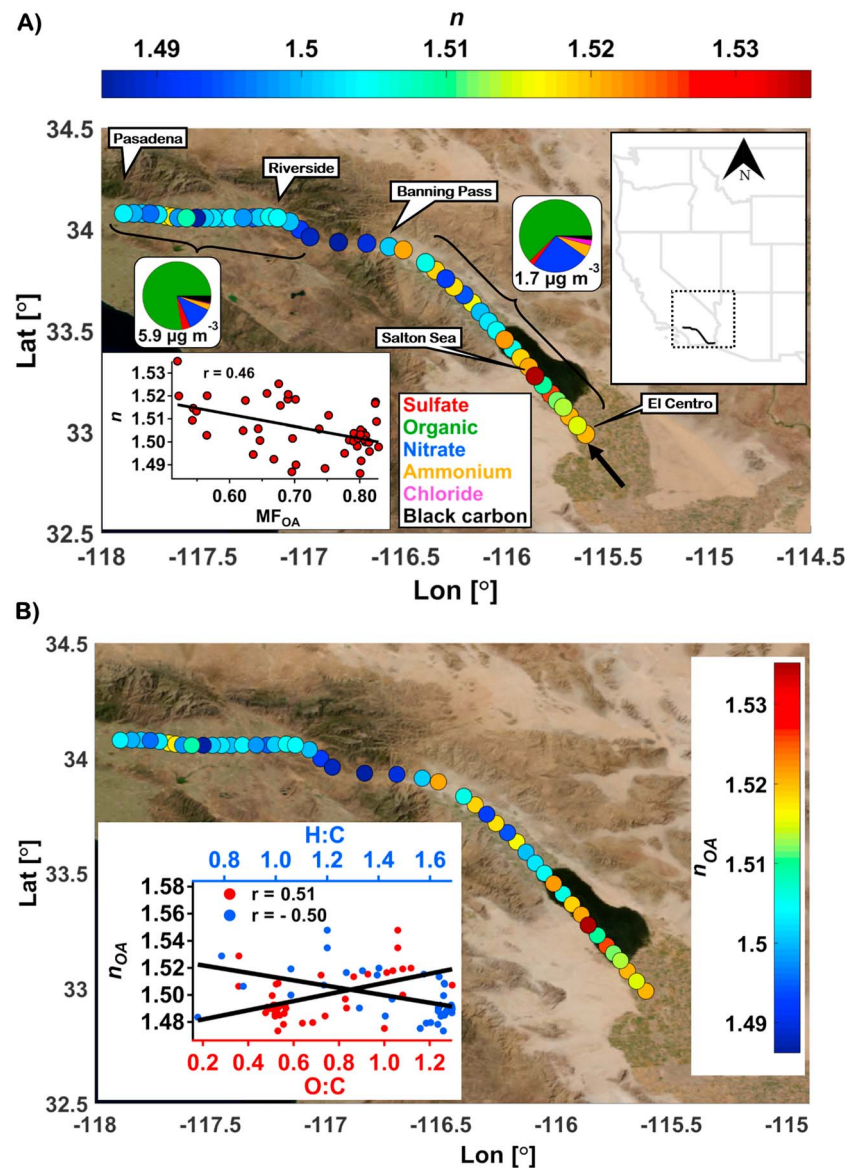 A)
n
1.49 1.5 1.51 1.52 1.53
34.5
Pasadena
Riverside
Banning Pass
N
34
1.7 µg m-3
5.9 µg m-3
33.5
Lat [°]
Salton Sea
r = 0.46
1.53
1.52
n
1.51
1.50
1.49
El Centro
Sulfate
Organic
Nitrate
Ammonium
Chloride
Black carbon
33
0.60 0.70 0.80
MFOA
32.5
-118 -117.5 -117 -116.5 -116 -115.5 -115 -114.5
Lon [°]
B)
34.5
1.53
34
1.52
Lat [°]
33.5
nOA
1.51
H:C
0.8 1.0 1.2 1.4 1.6
1.5
1.58
r = 0.51
1.56
r = - 0.50
1.54
nOA
1.52
33
1.49
1.50
1.48
0.2 0.4 0.6 0.8 1.0 1.2
O:C
32.5
-118 -117.5 -117 -116.5 -116 -115.5 -115
Lon [°]